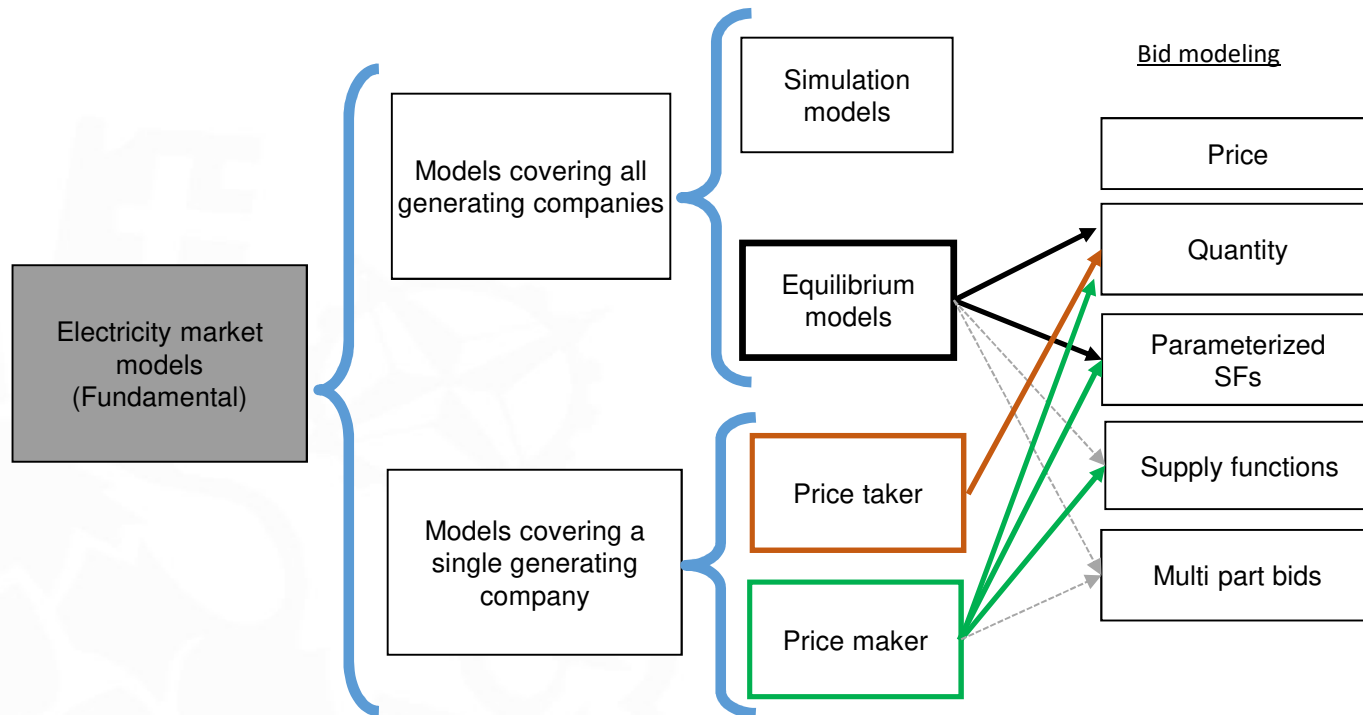 Electricity market
models
(Fundamental)
Models covering all
generating companies
Models covering a
single generating
company
Simulation
models
Equilibrium
models
Price taker
Price maker
Bid modeling
Price
Quantity
Parameterized
SFs
Supply functions
Multi part bids